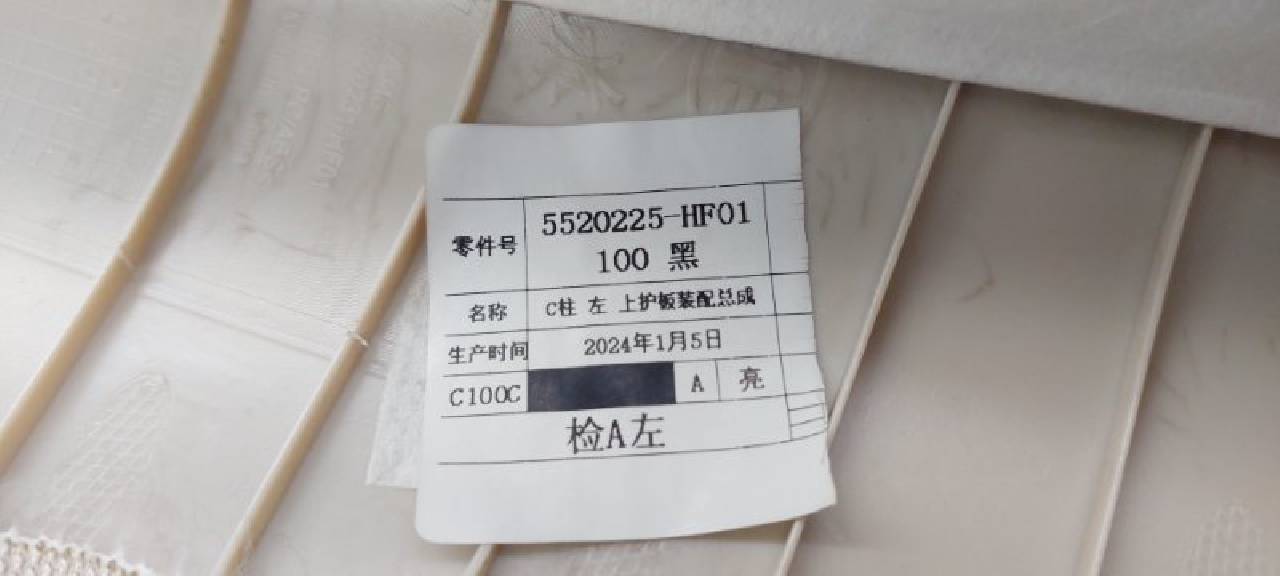 零件号
5520225-HF01
100 黑
名称
C柱 左 上护板装配总成
生产时间
2024年1月5日
C100C
A
亮
检A左